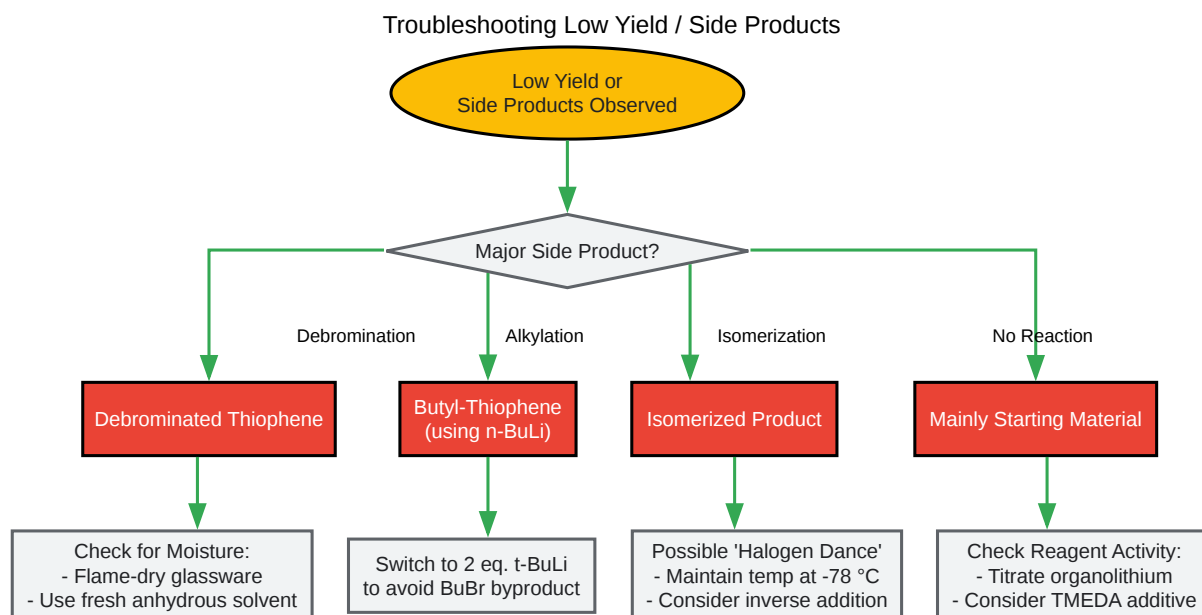 Troubleshooting Low Yield / Side Products
Low Yield or
Side Products Observed
Major Side Product?
Debromination
Alkylation
Isomerization
No Reaction
Debrominated Thiophene
Butyl-Thiophene
(using n-BuLi)
Isomerized Product
Mainly Starting Material
Check for Moisture:
- Flame-dry glassware
- Use fresh anhydrous solvent
Switch to 2 eq. t-BuLi
to avoid BuBr byproduct
Possible 'Halogen Dance'
- Maintain temp at -78 °C
- Consider inverse addition
Check Reagent Activity:
- Titrate organolithium
- Consider TMEDA additive